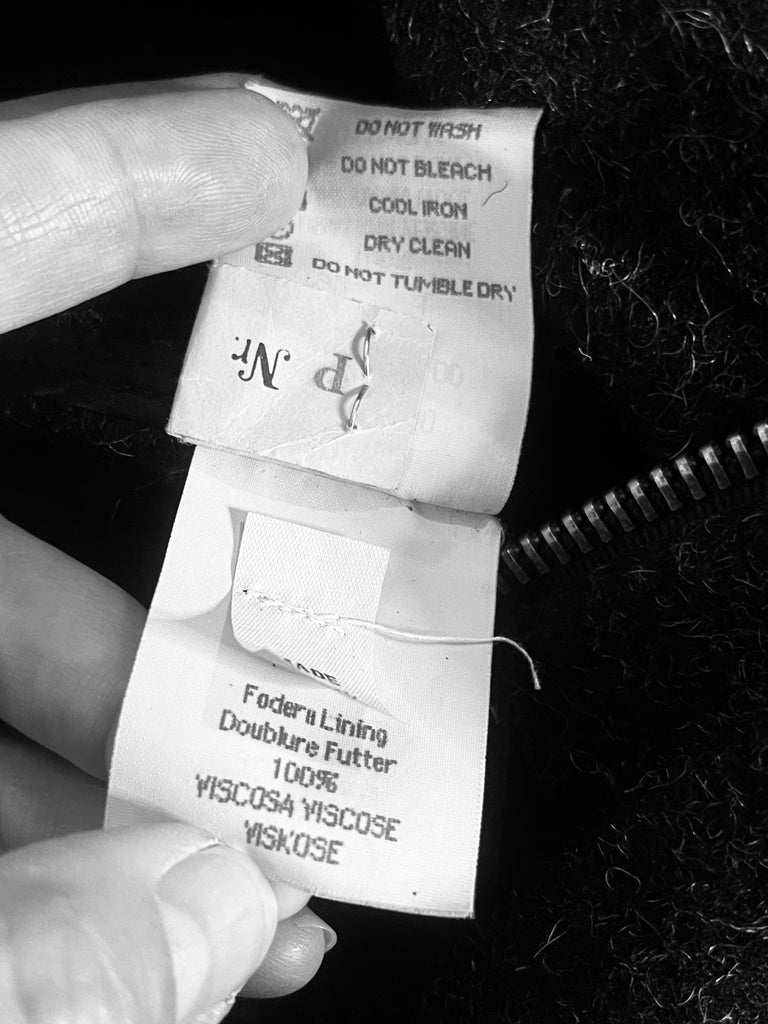 DO NOT WASH
DO NOT BLEACH
COOL IRON
DRY CLEAN
DO NOT TUMBLE DRY
Nr.
P
MADE
Fodera Lining
Doublure Futter
100%
VISCOSA VISCOSE
VISKOSE